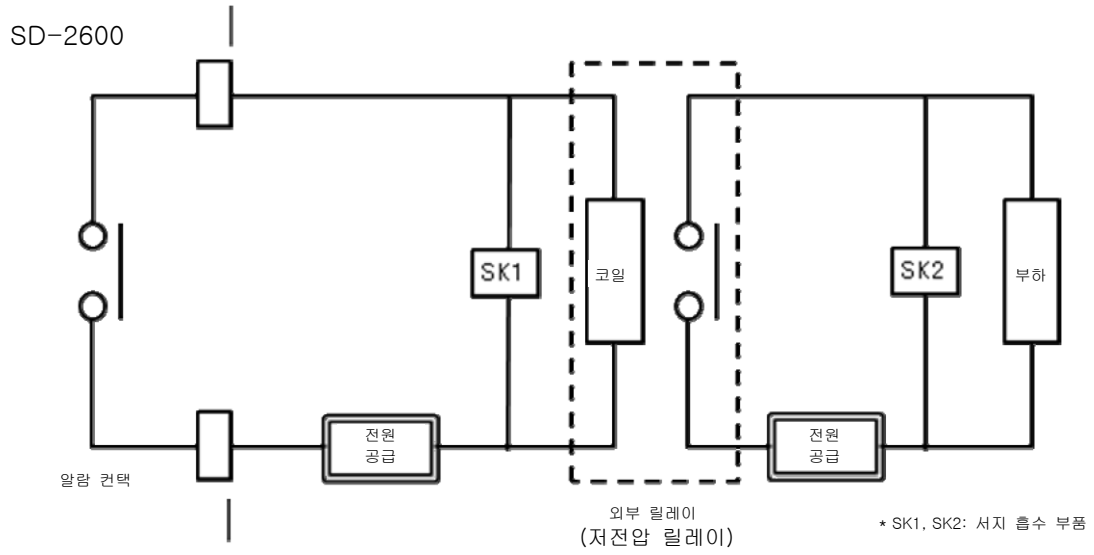 SD-2600
SK1
코일
SK2
부하
전원
공급
전원
공급
알람 컨택
외부 릴레이
(저전압 릴레이)
* SK1, SK2: 서지 흡수 부품